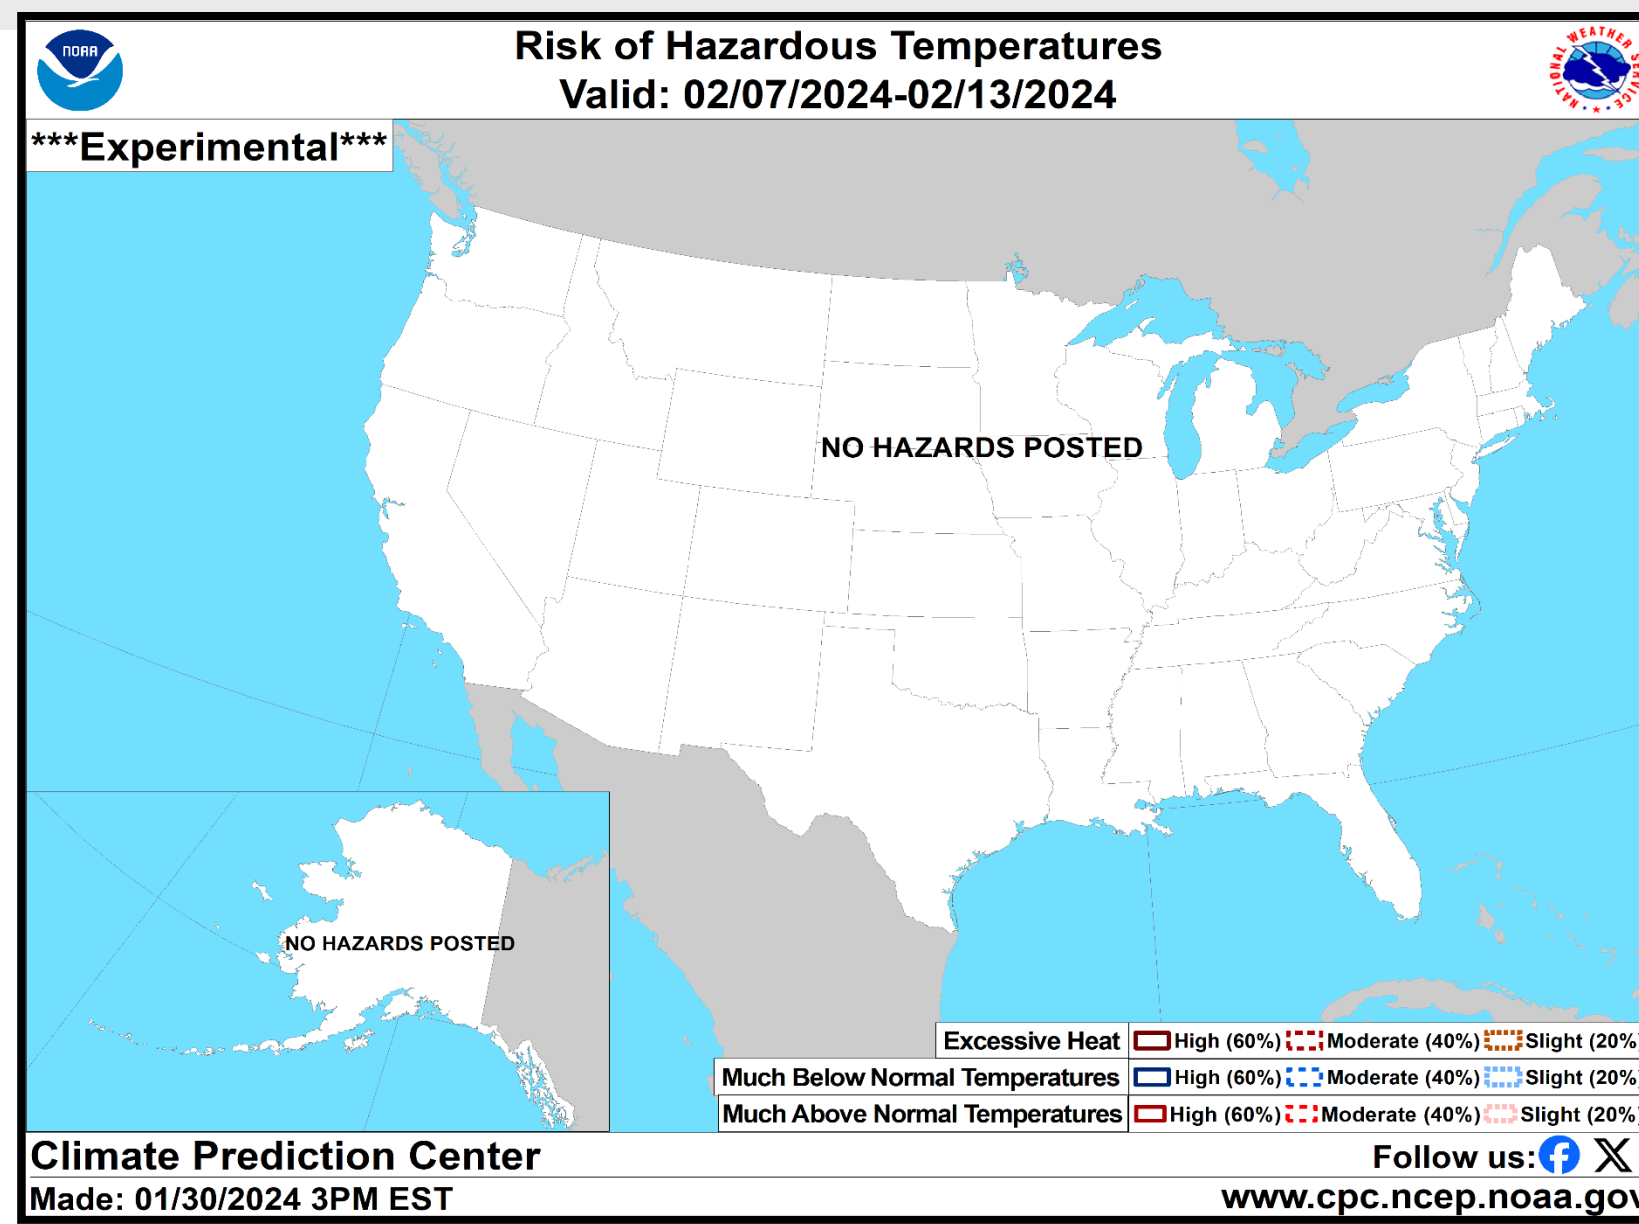 NOAA
Risk of Hazardous Temperatures
Valid: 02/07/2024-02/13/2024
NATIONAL WEATHER SERVICE
***Experimental***
NO HAZARDS POSTED
NO HAZARDS POSTED
Excessive Heat High (60%) Moderate (40%) Slight (20%)
Much Below Normal Temperatures High (60%) Moderate (40%) Slight (20%)
Much Above Normal Temperatures High (60%) Moderate (40%) Slight (20%)
Climate Prediction Center
Follow us:
Made: 01/30/2024 3PM EST
www.cpc.ncep.noaa.gov